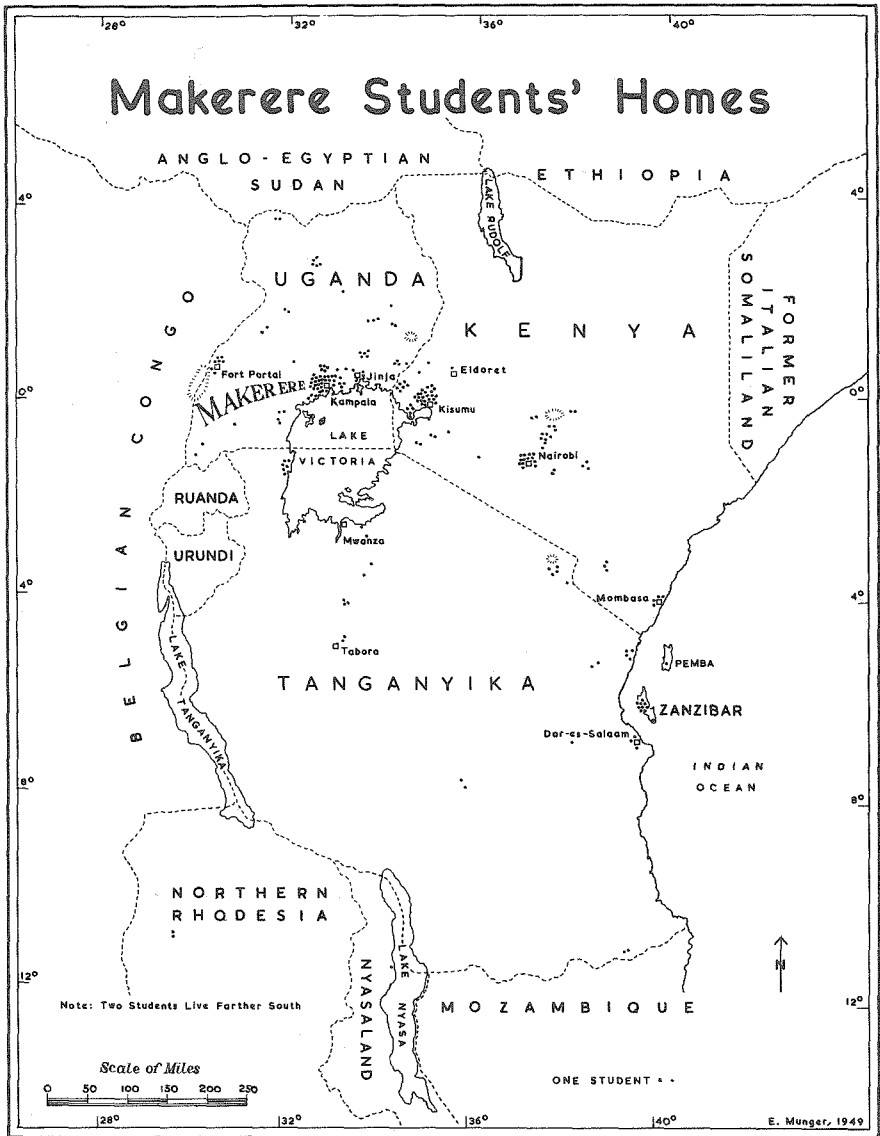 28°
32°
36°
40°
Makerere Students' Homes
ANGLO-EGYPTIAN
SUDAN
ETHIOPIA
4°
4°
LAKE RUDOLF
UGANDA
KENYA
FORMER
ITALIAN
SOMALILAND
BELGIAN CONGO
Fort Portal
MAKERERE
Jinja
Eldoret
0°
0°
Kampala
Kisumu
LAKE
VICTORIA
Nairobi
RUANDA
URUNDI
Mwanza
4°
4°
Mombasa
LAKE
TANGANYIKA
Tabora
PEMBA
TANGANYIKA
ZANZIBAR
Dar-es-Salaam
INDIAN
OCEAN
8°
8°
NORTHERN
RHODESIA
LAKE
NYASA
NYASALAND
N
12°
12°
MOZAMBIQUE
Note: Two Students Live Farther South
Scale of Miles
0 50 100 150 200 250
ONE STUDENT = •
28°
32°
36°
40°
E. Munger, 1949